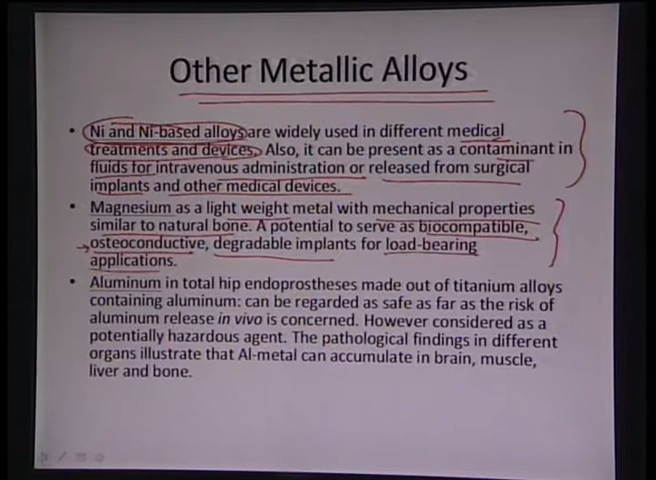 Other Metallic Alloys
• Ni and Ni-based alloys are widely used in different medical
treatments and devices. Also, it can be present as a contaminant in
fluids for intravenous administration or released from surgical
implants and other medical devices.
• Magnesium as a light weight metal with mechanical properties
similar to natural bone. A potential to serve as biocompatible,
osteoconductive, degradable implants for load-bearing
applications.
• Aluminum in total hip endoprostheses made out of titanium alloys
containing aluminum: can be regarded as safe as far as the risk of
aluminum release in vivo is concerned. However considered as a
potentially hazardous agent. The pathological findings in different
organs illustrate that Al-metal can accumulate in brain, muscle,
liver and bone.